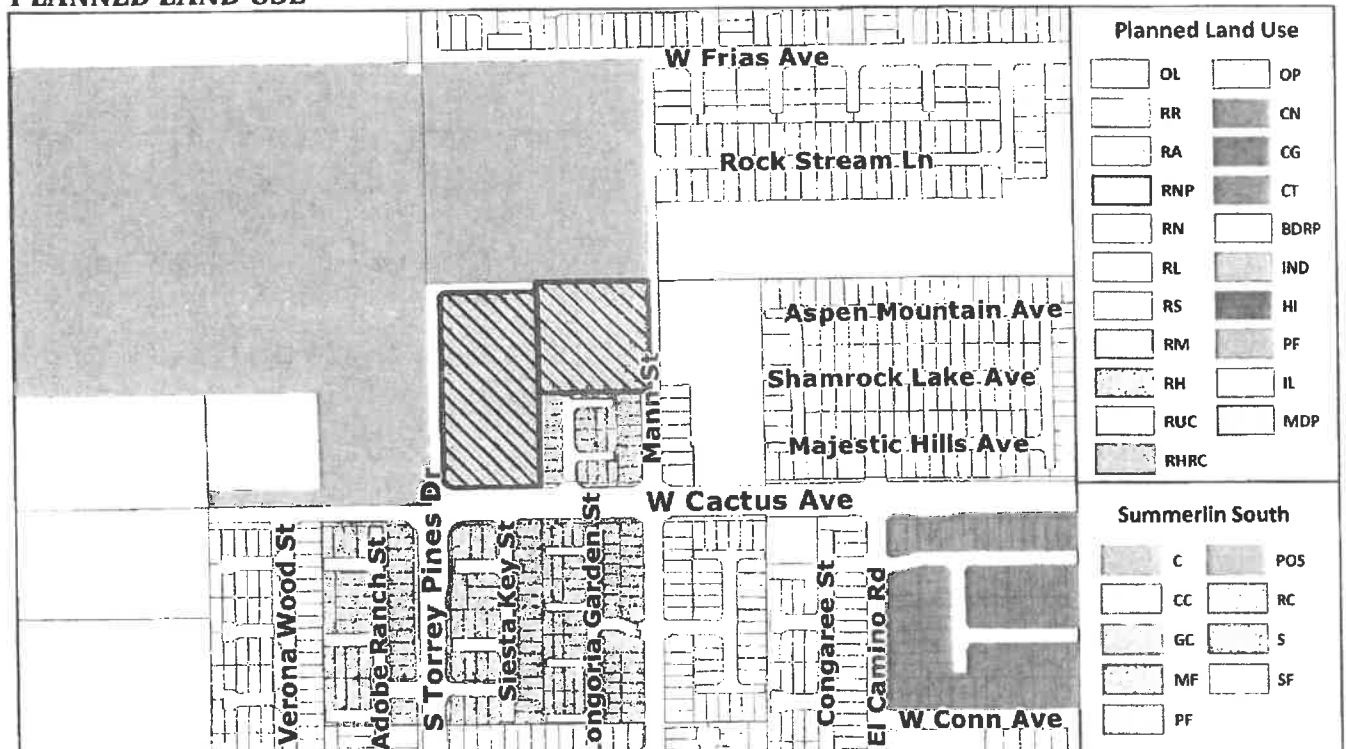 PLANNED LAND USE
W Frias Ave
Rock Stream Ln
Aspen Mountain Ave
Shamrock Lake Ave
Majestic Hills Ave
Mann St
W Cactus Ave
S Torrey Pines Dr
Verona Wood St
Adobe Ranch St
Siesta Key St
Longoria Garden St
Congaree St
El Camino Rd
W Conn Ave
Planned Land Use
OL OP
RR CN
RA CG
RNP CT
RN BDRP
RL IND
RS HI
RM PF
RH IL
RUC MDP
RHRC
Summerlin South
C POS
CC RC
GC S
MF SF
PF